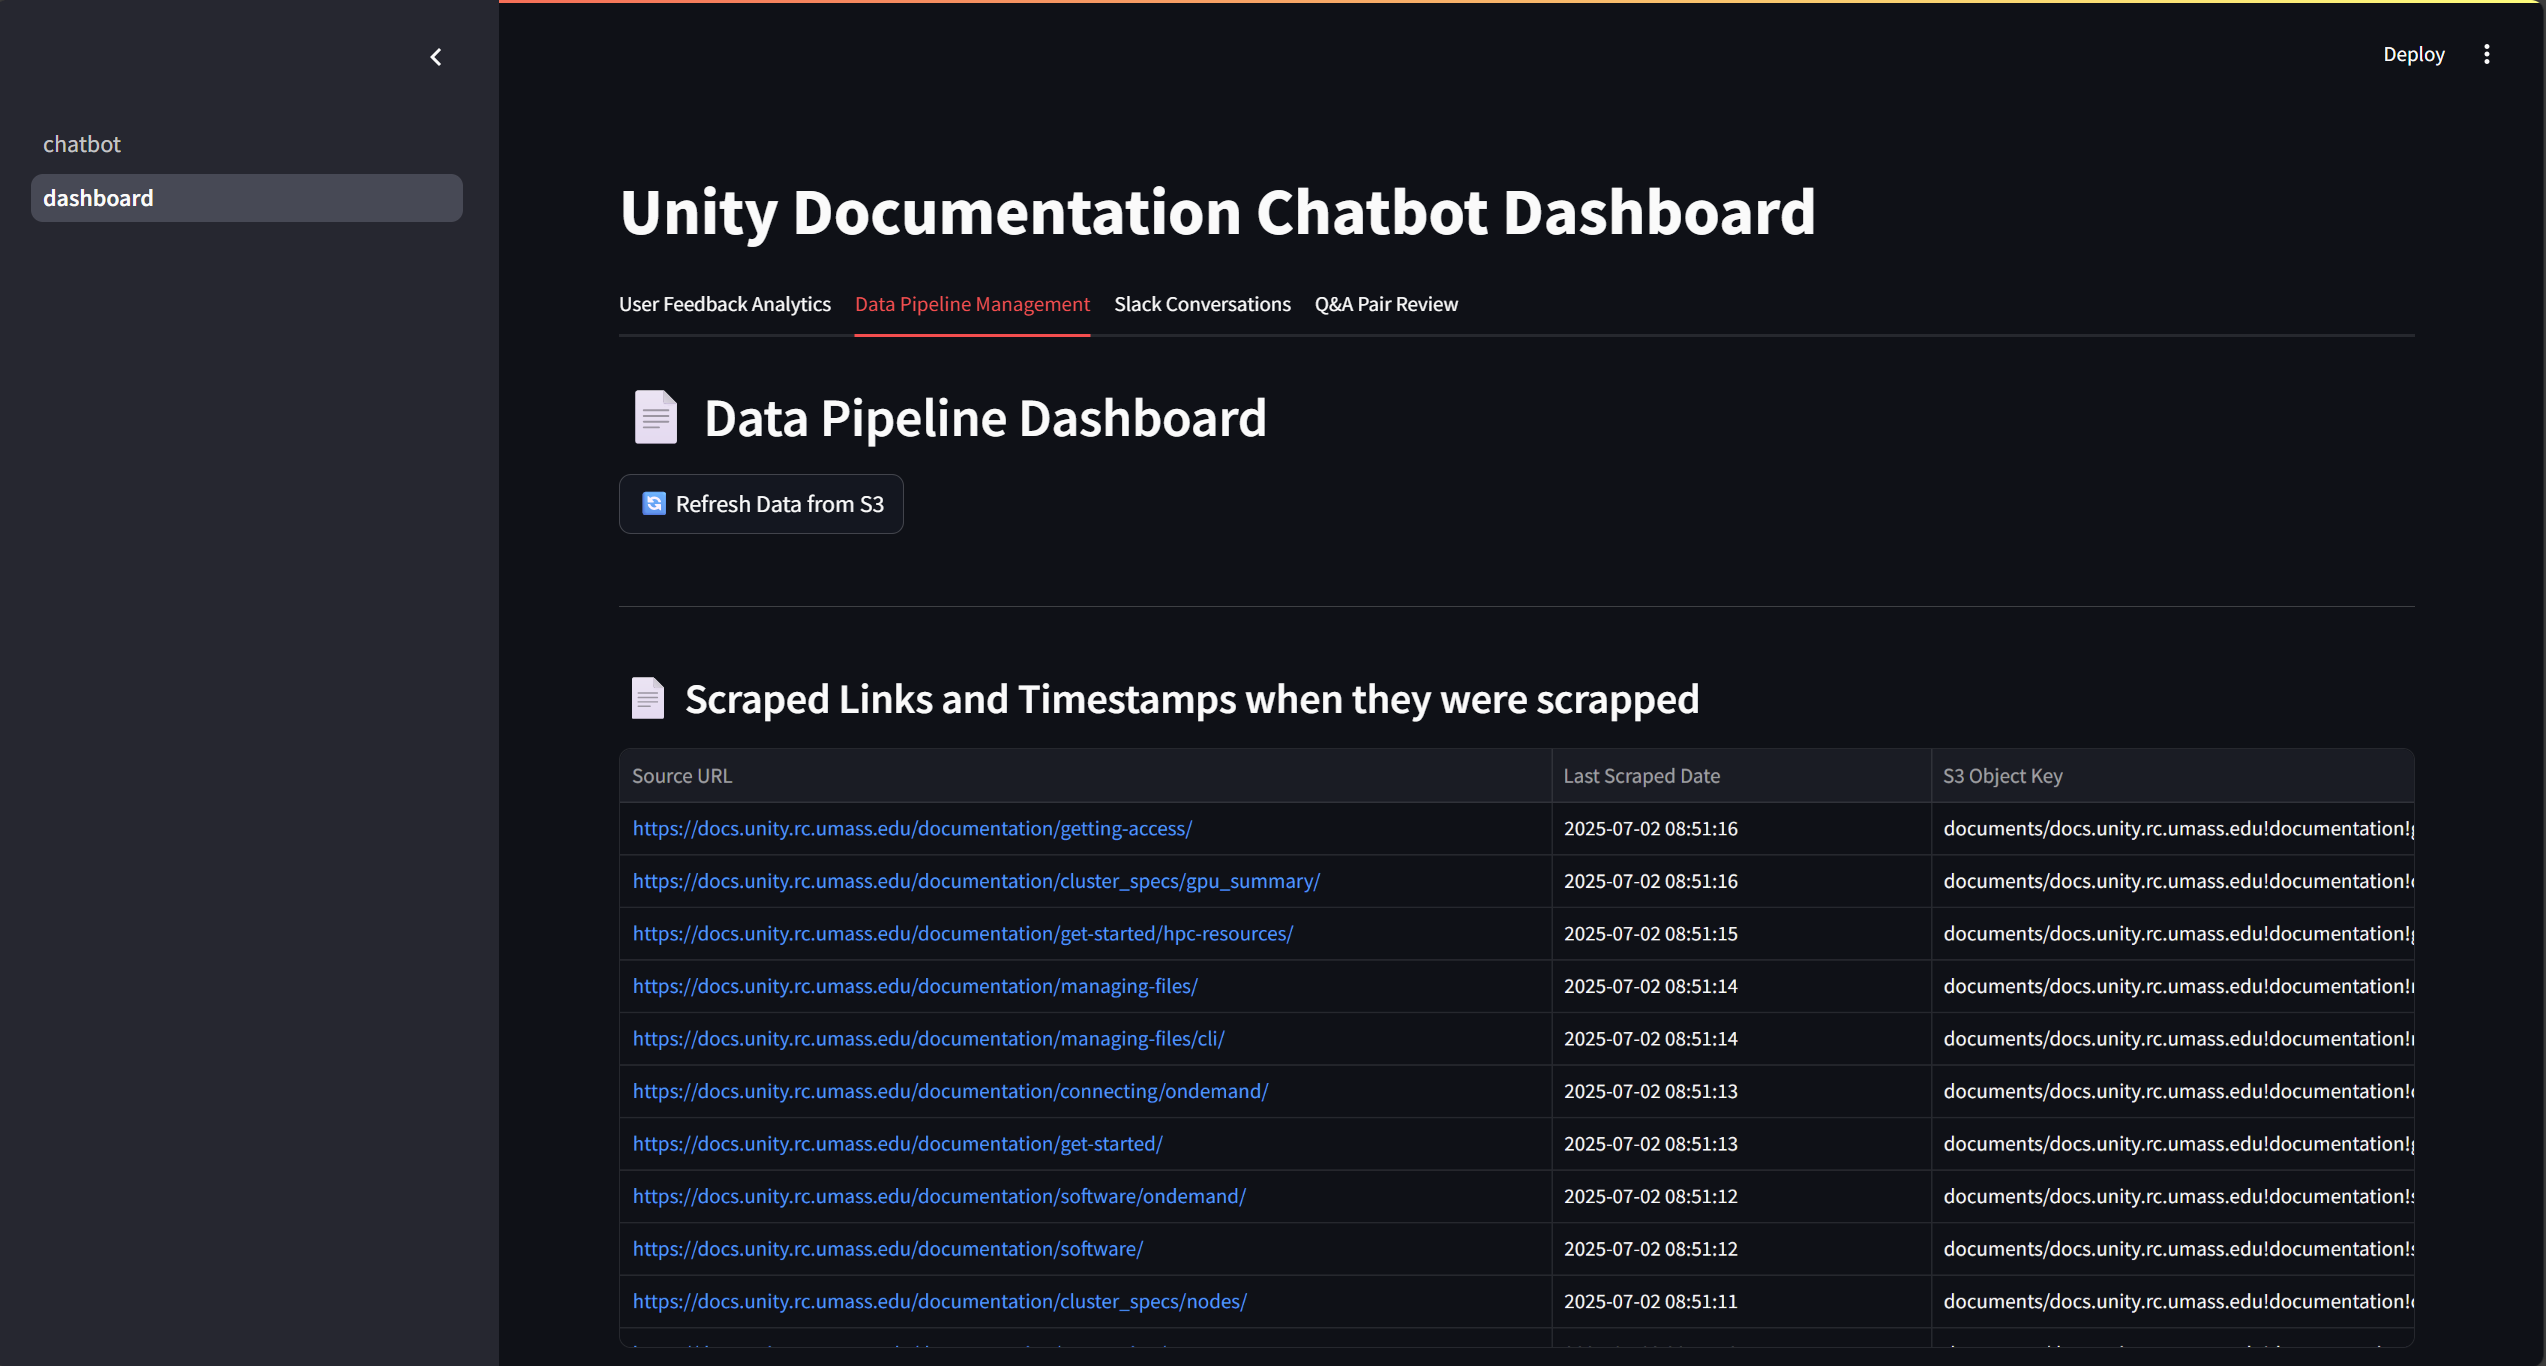 Deploy
chatbot
dashboard
Unity Documentation Chatbot Dashboard
User Feedback Analytics Data Pipeline Management Slack Conversations Q&A Pair Review
Data Pipeline Dashboard
Refresh Data from S3
Scraped Links and Timestamps when they were scrapped
Source URL Last Scraped Date S3 Object Key
https://docs.unity.rc.umass.edu/documentation/getting-access/ 2025-07-02 08:51:16 documents/docs.unity.rc.umass.edu!documentation!g
https://docs.unity.rc.umass.edu/documentation/cluster_specs/gpu_summary/ 2025-07-02 08:51:16 documents/docs.unity.rc.umass.edu!documentation!
https://docs.unity.rc.umass.edu/documentation/get-started/hpc-resources/ 2025-07-02 08:51:15 documents/docs.unity.rc.umass.edu!documentation!g
https://docs.unity.rc.umass.edu/documentation/managing-files/ 2025-07-02 08:51:14 documents/docs.unity.rc.umass.edu!documentation!
https://docs.unity.rc.umass.edu/documentation/managing-files/cli/ 2025-07-02 08:51:14 documents/docs.unity.rc.umass.edu!documentation!
https://docs.unity.rc.umass.edu/documentation/connecting/ondemand/ 2025-07-02 08:51:13 documents/docs.unity.rc.umass.edu!documentation!
https://docs.unity.rc.umass.edu/documentation/get-started/ 2025-07-02 08:51:13 documents/docs.unity.rc.umass.edu!documentation!g
https://docs.unity.rc.umass.edu/documentation/software/ondemand/ 2025-07-02 08:51:12 documents/docs.unity.rc.umass.edu!documentation!s
https://docs.unity.rc.umass.edu/documentation/software/ 2025-07-02 08:51:12 documents/docs.unity.rc.umass.edu!documentation!s
https://docs.unity.rc.umass.edu/documentation/cluster_specs/nodes/ 2025-07-02 08:51:11 documents/docs.unity.rc.umass.edu!documentation!